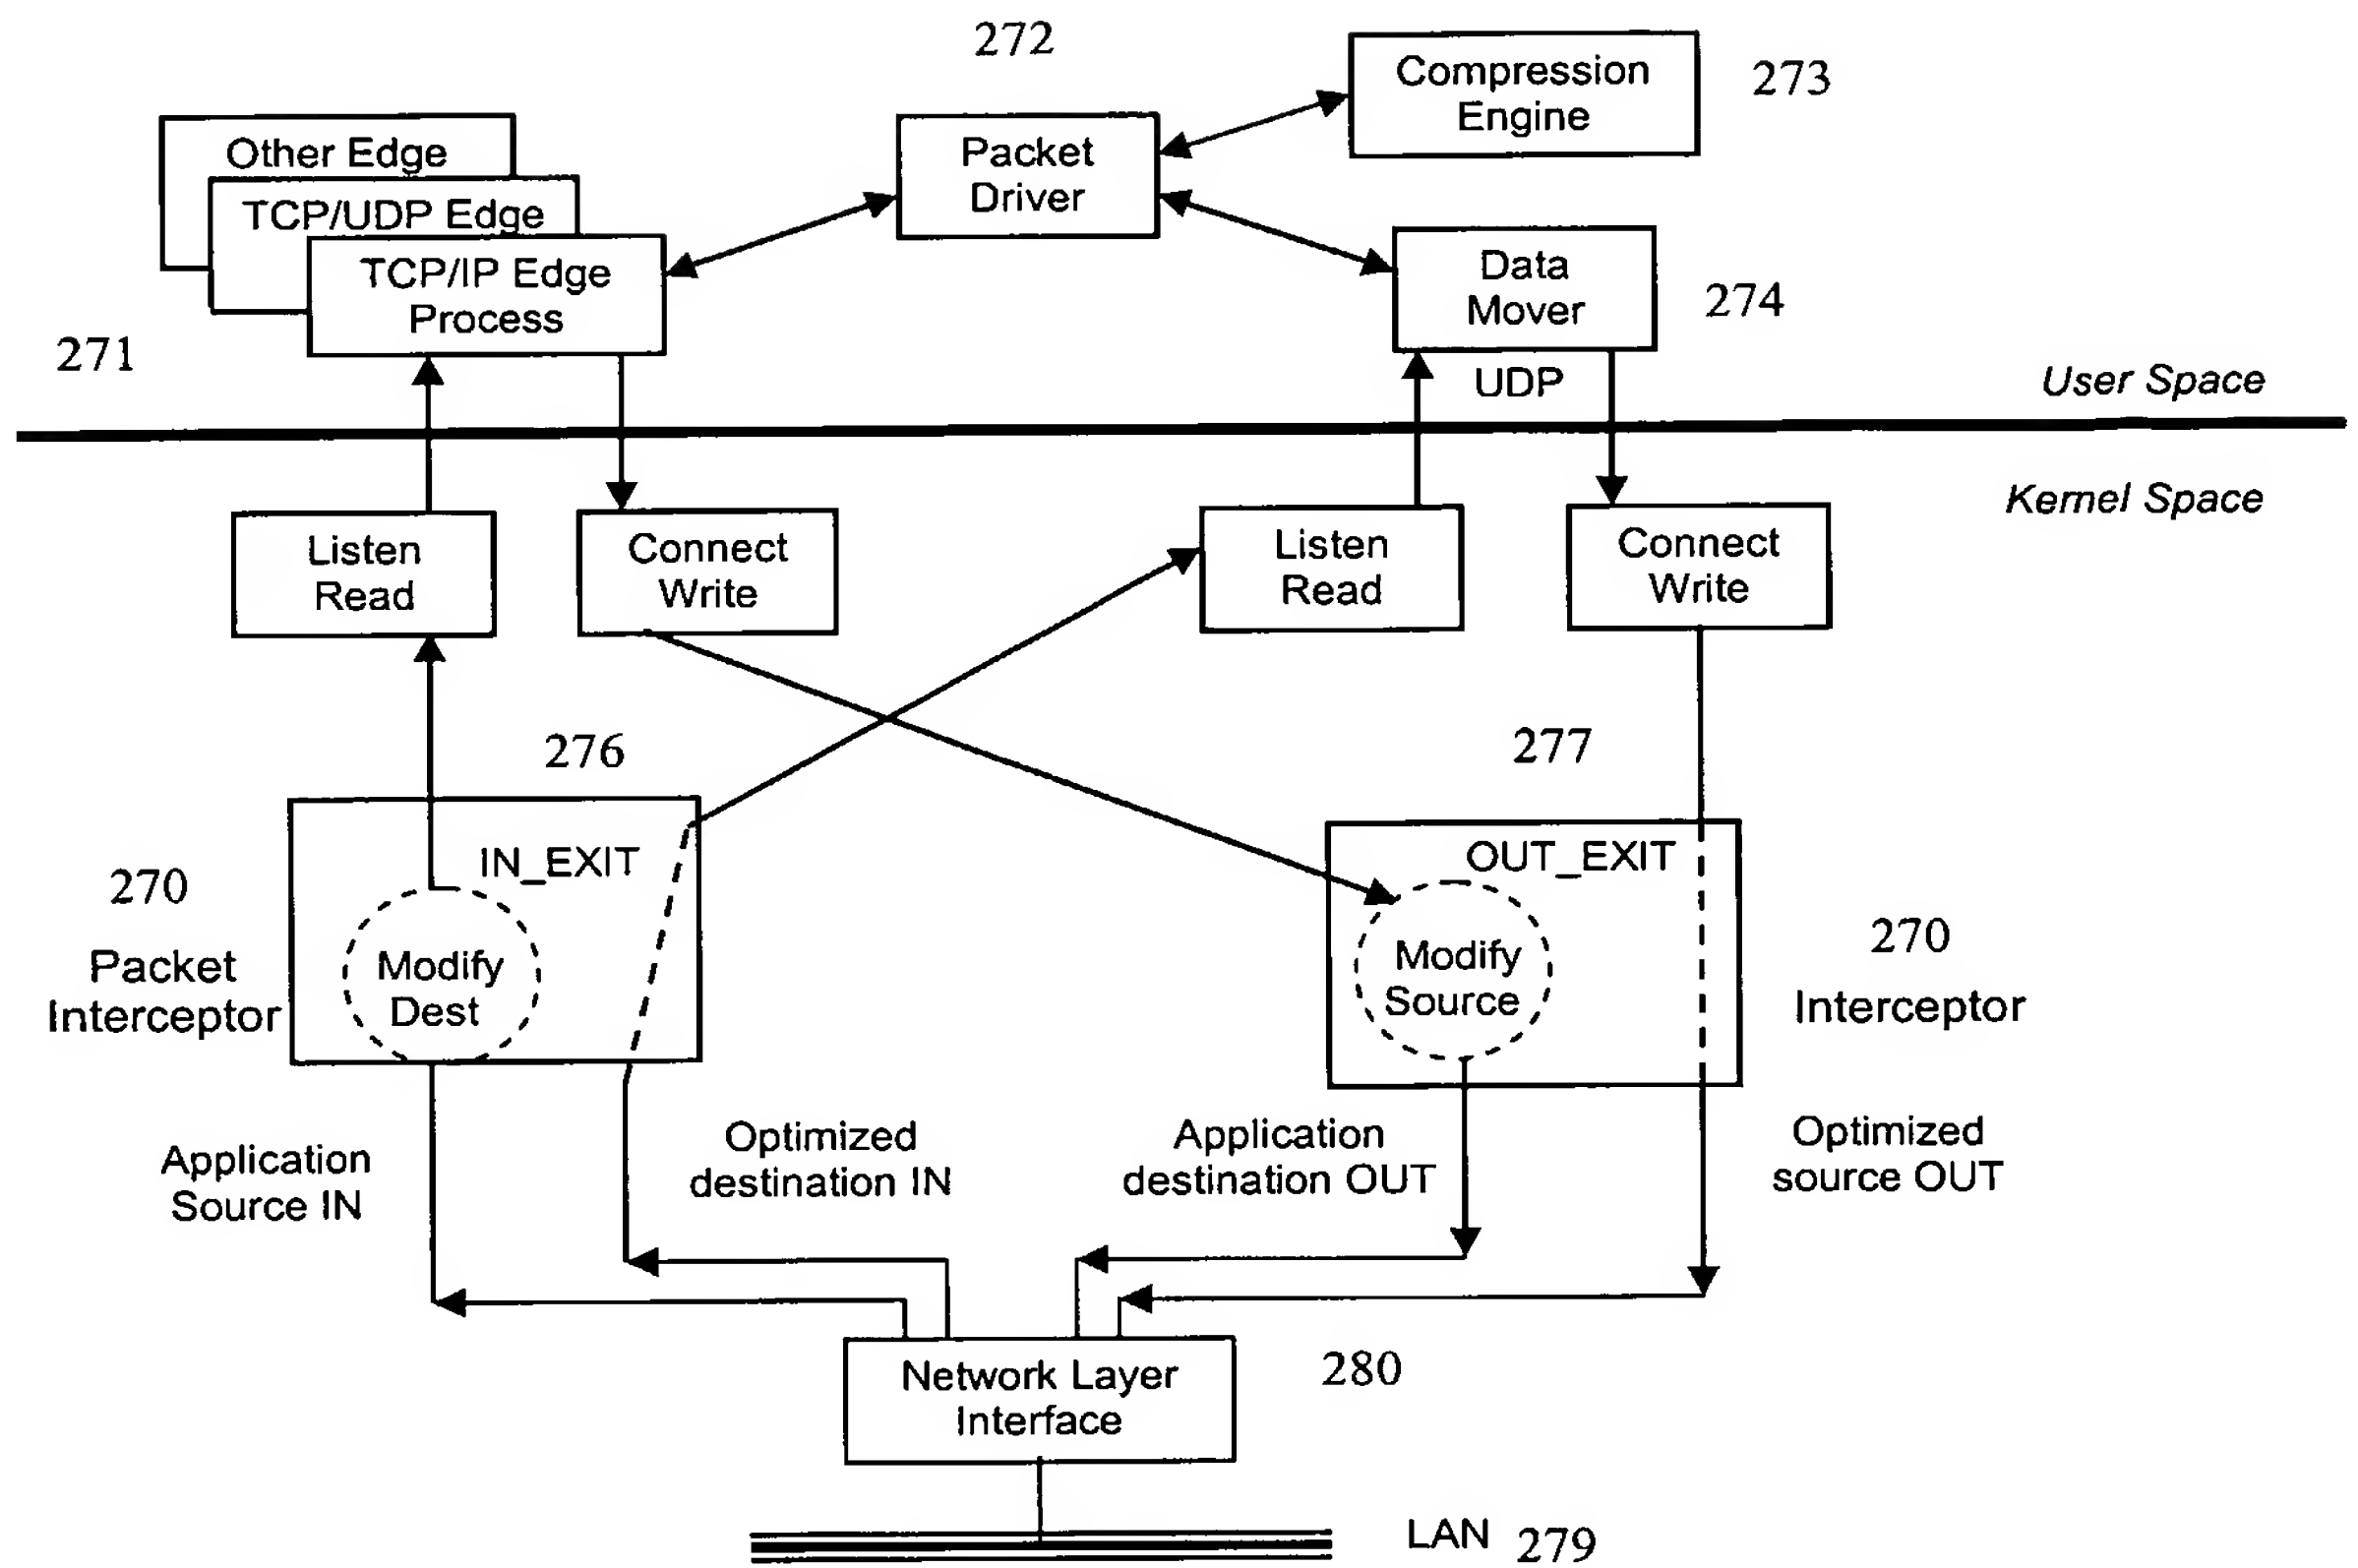 272
Compression
Engine
273
Other Edge
Packet
Driver
TCP/UDP Edge
TCP/IP Edge
Process
Data
Mover
274
271
UDP
User Space
Kernel Space
Listen
Read
Connect
Write
Listen
Read
Connect
Write
276
277
IN_EXIT
OUT_EXIT
270
Packet
Interceptor
Modify
Dest
Modify
Source
270
Interceptor
Application
Source IN
Optimized
destination IN
Application
destination OUT
Optimized
source OUT
Network Layer
Interface
280
LAN 279